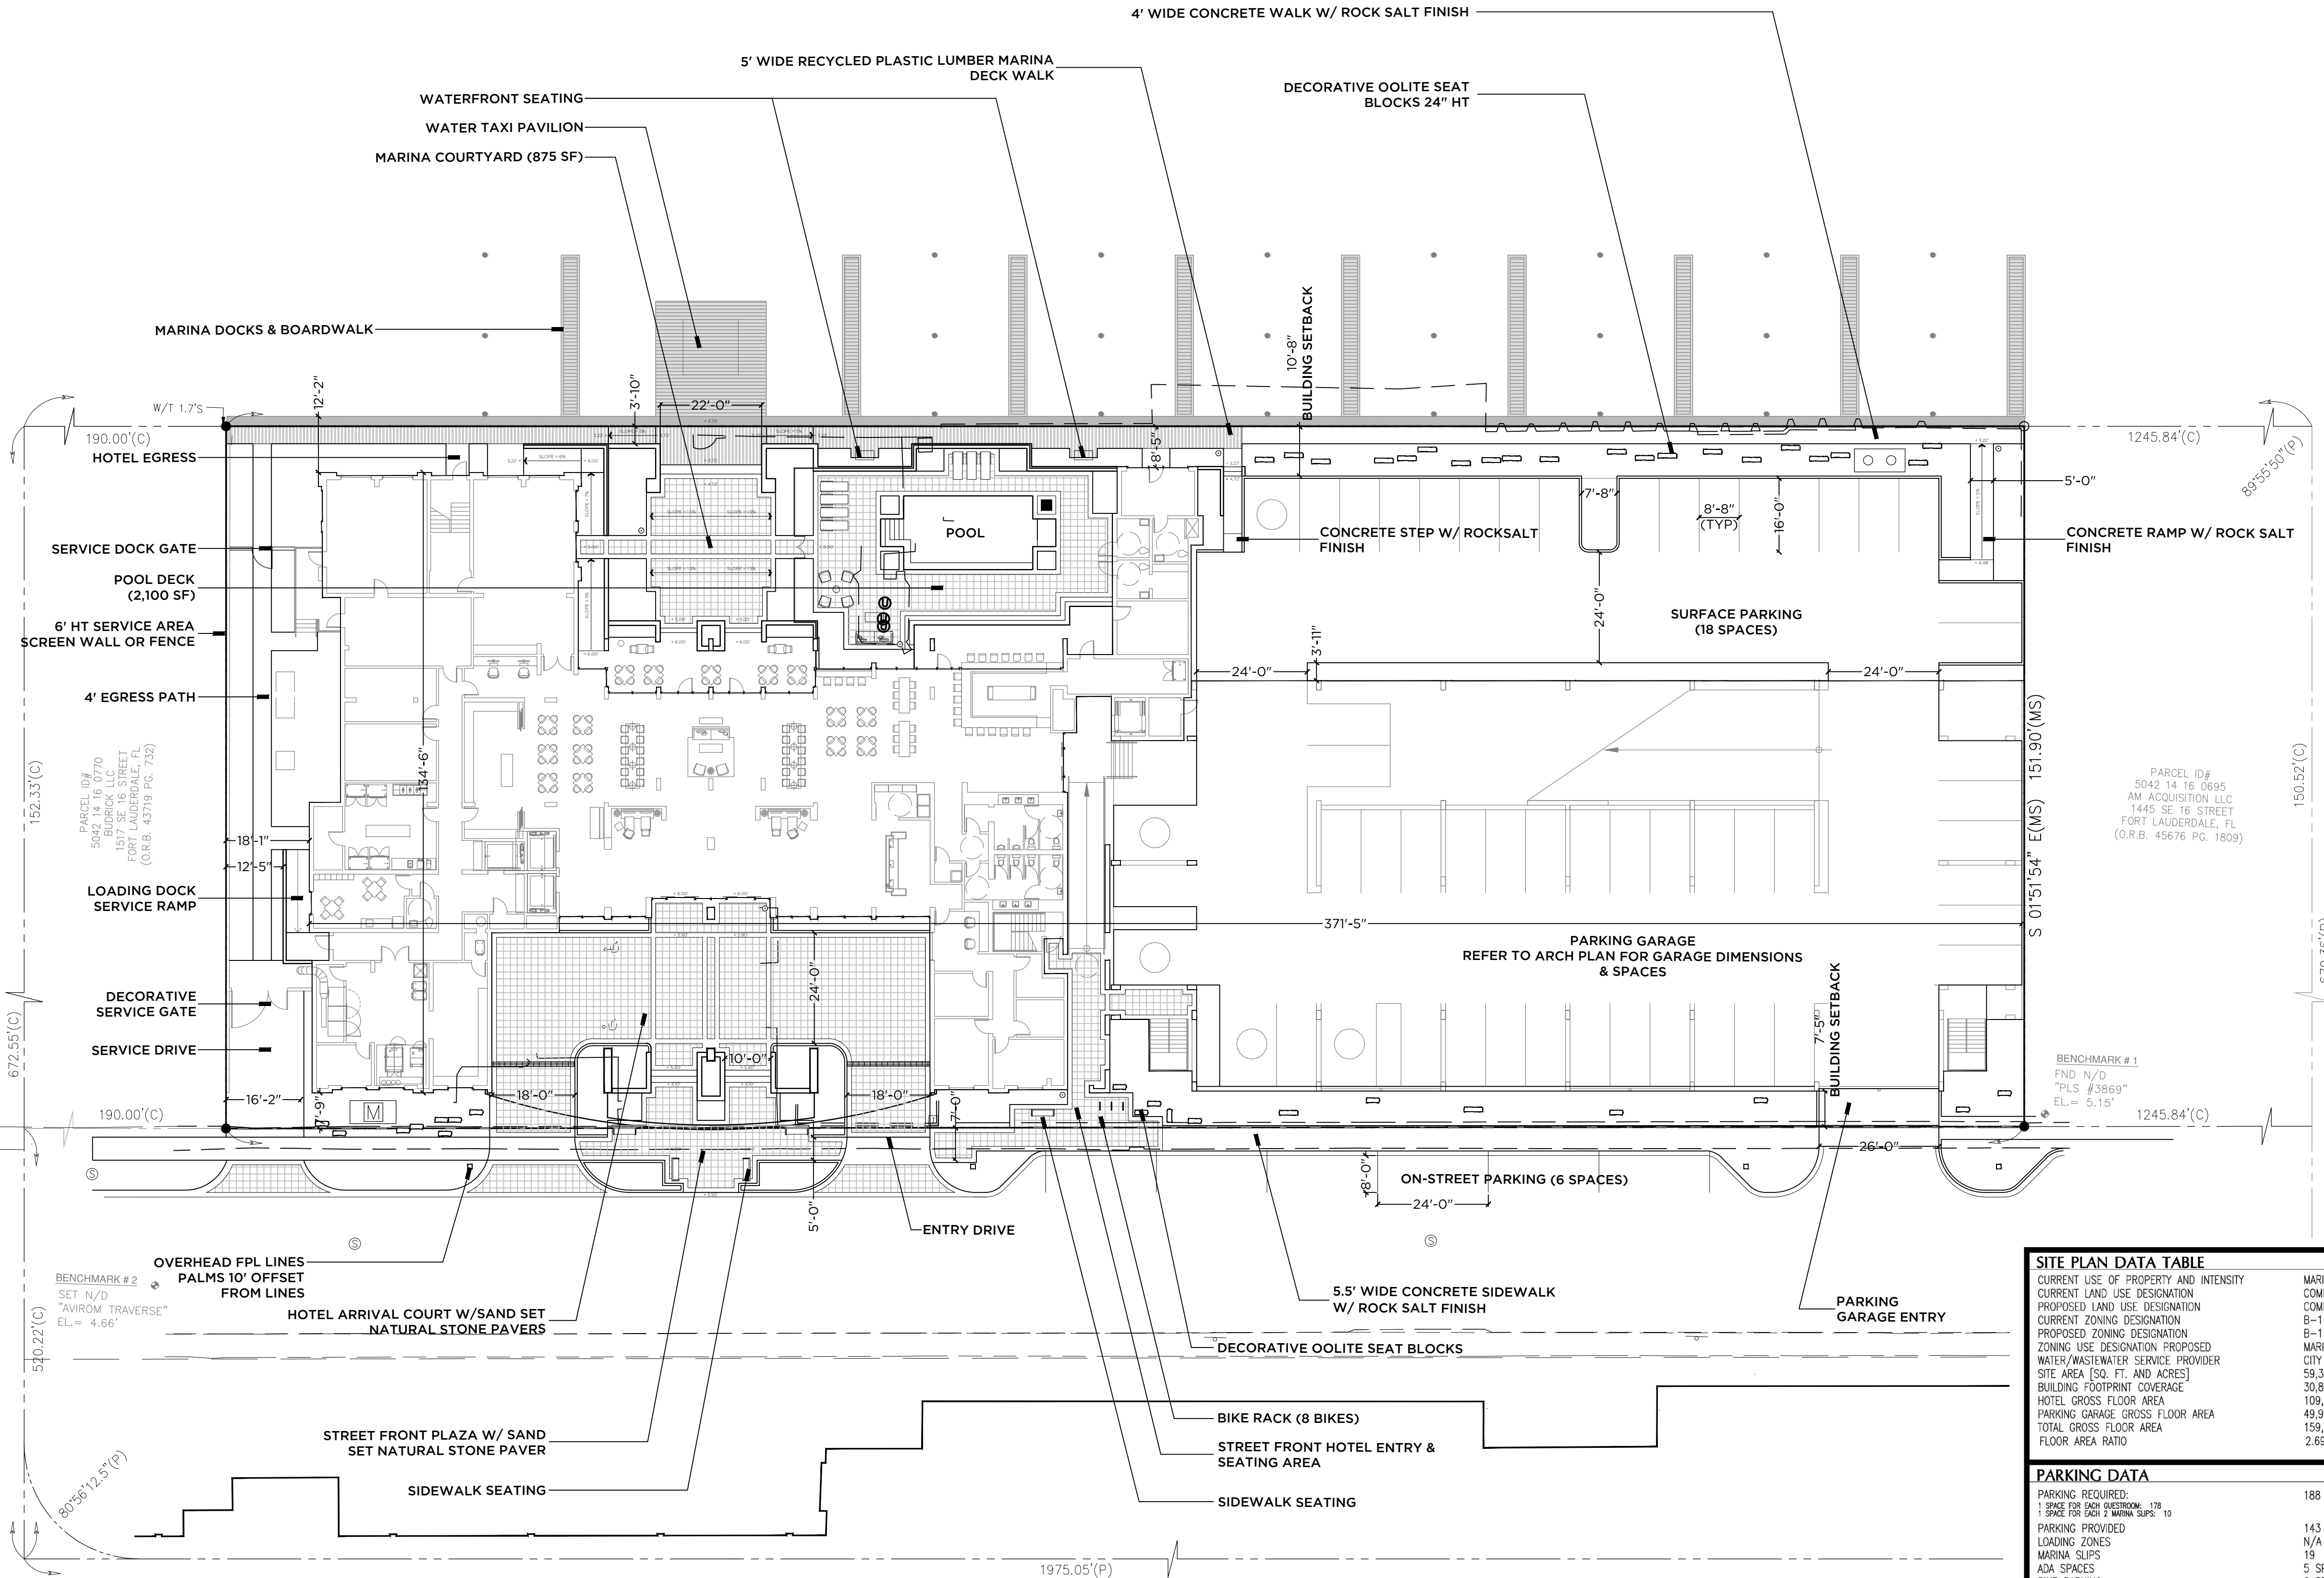 4' WIDE CONCRETE WALK W/ ROCK SALT FINISH
5' WIDE RECYCLED PLASTIC LUMBER MARINA
DECK WALK
DECORATIVE OOLITE SEAT
BLOCKS 24" HT
WATERFRONT SEATING
WATER TAXI PAVILION
MARINA COURTYARD (875 SF)
MARINA DOCKS & BOARDWALK
10'-8"
BUILDING SETBACK
12'-2"
3'-10"
22'-0"
W/T 1.7'S
190.00'(C)
1245.84'(C)
89°55'50"(P)
HOTEL EGRESS
8'-5"
5'-0"
7'-8"
8'-8"
(TYP)
16'-0"
POOL
CONCRETE STEP W/ ROCKSALT
FINISH
CONCRETE RAMP W/ ROCK SALT
FINISH
SERVICE DOCK GATE
POOL DECK
(2,100 SF)
24'-0"
SURFACE PARKING
(18 SPACES)
6' HT SERVICE AREA
SCREEN WALL OR FENCE
3'-11"
24'-0"
24'-0"
4' EGRESS PATH
134'-6"
152.33'(C)
PARCEL ID#
5042 14 16 0770
BUDRICK LLC
1517 SE 16 STREET
FORT LAUDERDALE, FL
(O.R.B. 43719 PG. 732)
S 01°51'54" E(MS) 151.90'(MS)
PARCEL ID#
5042 14 16 0695
AM ACQUISITION LLC
1445 SE 16 STREET
FORT LAUDERDALE, FL
(O.R.B. 45676 PG. 1809)
150.52'(C)
18'-1"
12'-5"
LOADING DOCK
SERVICE RAMP
371'-5"
PARKING GARAGE
REFER TO ARCH PLAN FOR GARAGE DIMENSIONS
& SPACES
24'-0"
DECORATIVE
SERVICE GATE
SERVICE DRIVE
672.55'(C)
7'-5"
BUILDING SETBACK
10'-0"
BENCHMARK # 1
FND N/D
"PLS #3869"
EL.= 5.15'
16'-2"
7'-9"
M
18'-0"
18'-0"
7'-0"
190.00'(C)
1245.84'(C)
26'-0"
8'-0"
ON-STREET PARKING (6 SPACES)
24'-0"
5'-0"
ENTRY DRIVE
S
S
S
OVERHEAD FPL LINES
PALMS 10' OFFSET
FROM LINES
BENCHMARK # 2
SET N/D
"AVIROM TRAVERSE"
EL.= 4.66'
HOTEL ARRIVAL COURT W/SAND SET
NATURAL STONE PAVERS
5.5' WIDE CONCRETE SIDEWALK
W/ ROCK SALT FINISH
PARKING
GARAGE ENTRY
520.22'(C)
DECORATIVE OOLITE SEAT BLOCKS
STREET FRONT PLAZA W/ SAND
SET NATURAL STONE PAVER
BIKE RACK (8 BIKES)
STREET FRONT HOTEL ENTRY &
SEATING AREA
SIDEWALK SEATING
SIDEWALK SEATING
80°56'12.5"(P)
1975.05'(P)
SITE PLAN DATA TABLE
CURRENT USE OF PROPERTY AND INTENSITY
CURRENT LAND USE DESIGNATION
PROPOSED LAND USE DESIGNATION
CURRENT ZONING DESIGNATION B-1
PROPOSED ZONING DESIGNATION B-1
ZONING USE DESIGNATION PROPOSED
WATER/WASTEWATER SERVICE PROVIDER CITY
SITE AREA [SQ. FT. AND ACRES] 59,3
BUILDING FOOTPRINT COVERAGE 30,8
HOTEL GROSS FLOOR AREA 109,
PARKING GARAGE GROSS FLOOR AREA 49,9
TOTAL GROSS FLOOR AREA 159,
FLOOR AREA RATIO 2.69
PARKING DATA
PARKING REQUIRED: 188
1 SPACE FOR EACH GUESTROOM: 178
1 SPACE FOR EACH 2 MARINA SLIPS: 10
PARKING PROVIDED 143
LOADING ZONES N/A
MARINA SLIPS 19
ADA SPACES 5